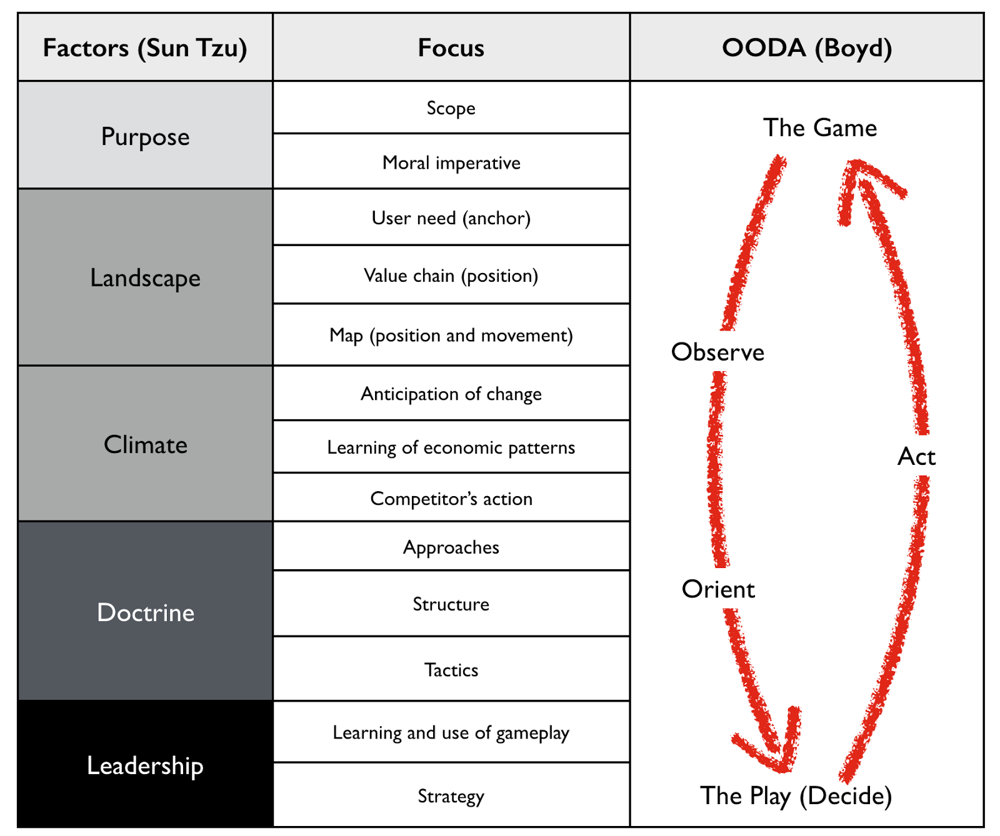 Factors (Sun Tzu)
Focus
OODA (Boyd)
Purpose
Scope
Moral imperative
Landscape
User need (anchor)
Value chain (position)
Map (position and movement)
Climate
Anticipation of change
Learning of economic patterns
Competitor’s action
Doctrine
Approaches
Structure
Tactics
Leadership
Learning and use of gameplay
Strategy
The Game
Observe
Orient
Act
The Play (Decide)